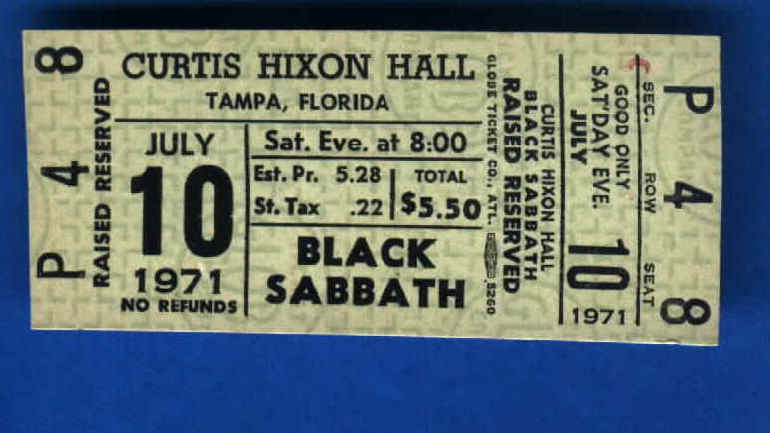 P 4 8
RAISED RESERVED
CURTIS HIXON HALL
TAMPA, FLORIDA
JULY
10
1971
NO REFUNDS
Sat. Eve. at 8:00
Est. Pr. 5.28
St. Tax .22
TOTAL
$5.50
BLACK
SABBATH
GLOBE TICKET CO., ATL. 5260
CURTIS HIXON HALL
BLACK SABBATH
RAISED RESERVED
GOOD ONLY
SAT'DAY EVE.
JULY
10
1971
SEC. ROW SEAT
P 4 8